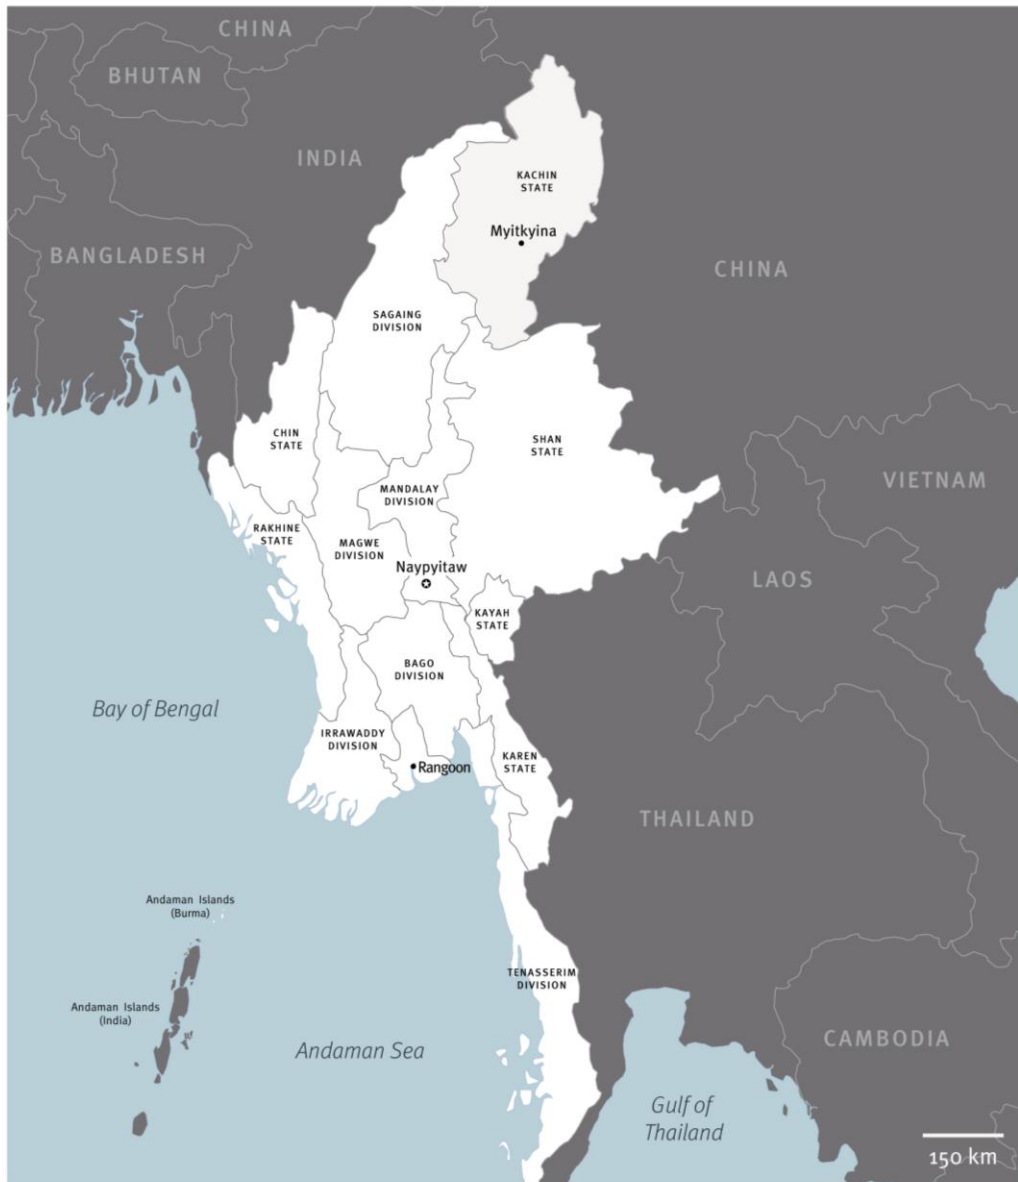 CHINA
BHUTAN
INDIA
KACHIN
STATE
Myitkyina
BANGLADESH
CHINA
SAGAING
DIVISION
CHIN
STATE
SHAN
STATE
VIETNAM
MANDALAY
DIVISION
RAKHINE
STATE
MAGWE
DIVISION
Naypyitaw
LAOS
KAYAH
STATE
BAGO
DIVISION
Bay of Bengal
IRRAWADDY
DIVISION
KAREN
STATE
Rangoon
THAILAND
Andaman Islands
(Burma)
TENASSERIM
DIVISION
Andaman Islands
(India)
CAMBODIA
Andaman Sea
Gulf of
Thailand
150 km